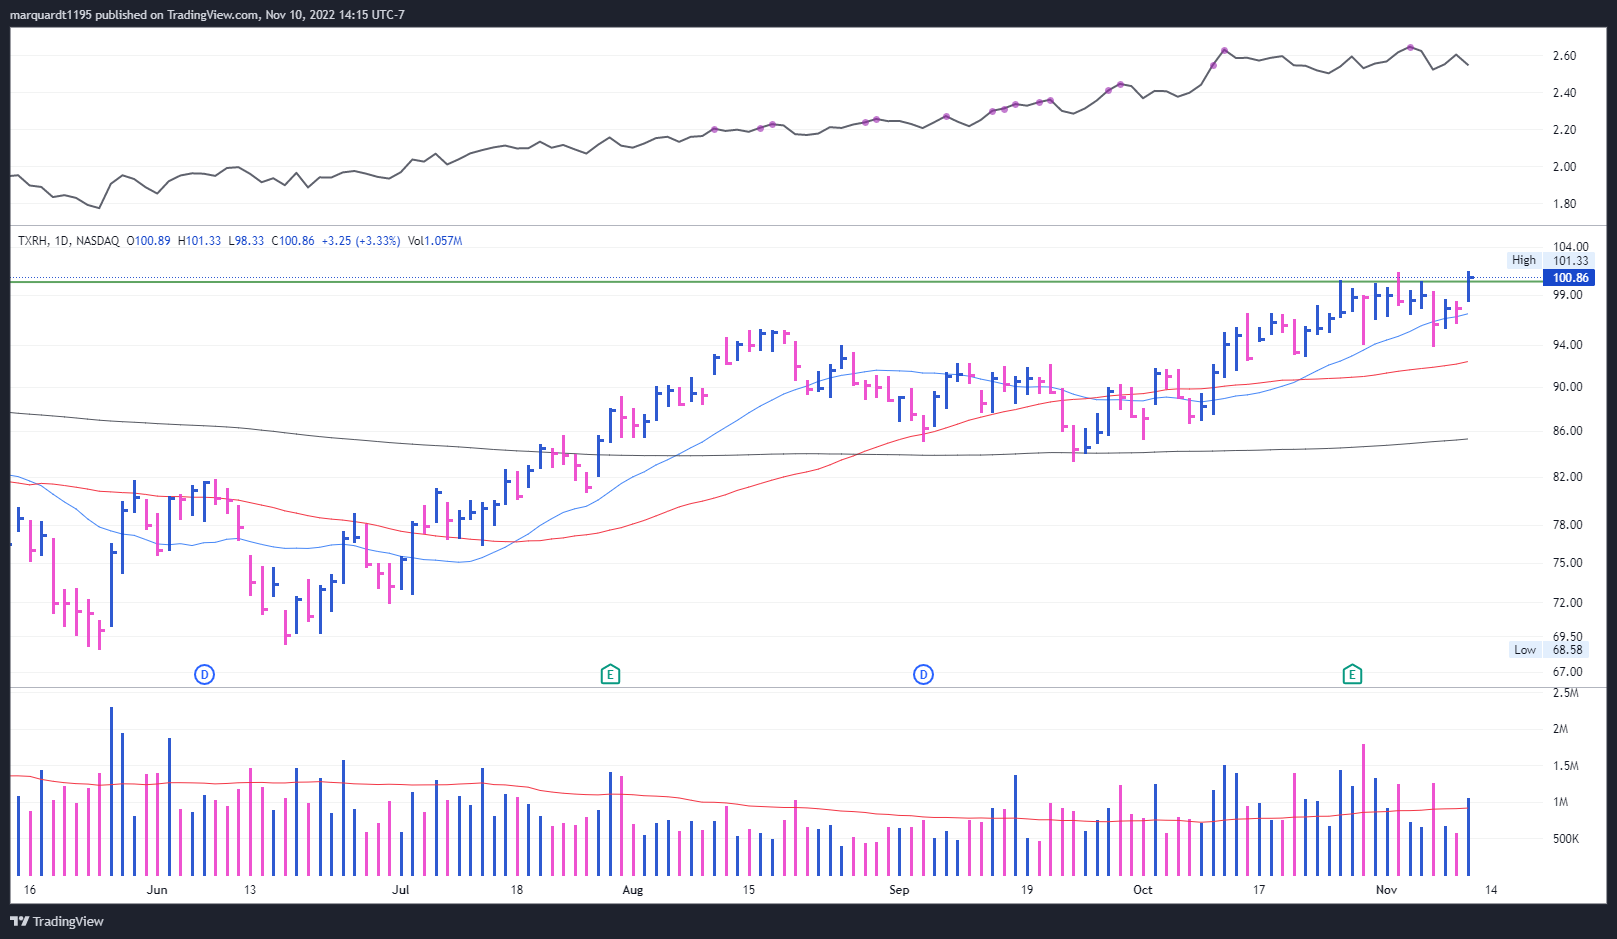 marquardt1195 published on TradingView.com, Nov 10, 2022 14:15 UTC-7
2.60
2.40
2.20
2.00
1.80
TXRH, 1D, NASDAQ O100.89 H101.33 L98.33 C100.86 +3.25 (+3.33%) Vol1.057M
104.00
High 101.33
100.86
99.00
94.00
90.00
86.00
82.00
78.00
75.00
72.00
69.50
Low 68.58
67.00
D E D E
2.5M
2M
1.5M
1M
500K
16 Jun 13 Jul 18 Aug 15 Sep 19 Oct 17 Nov 14
TradingView